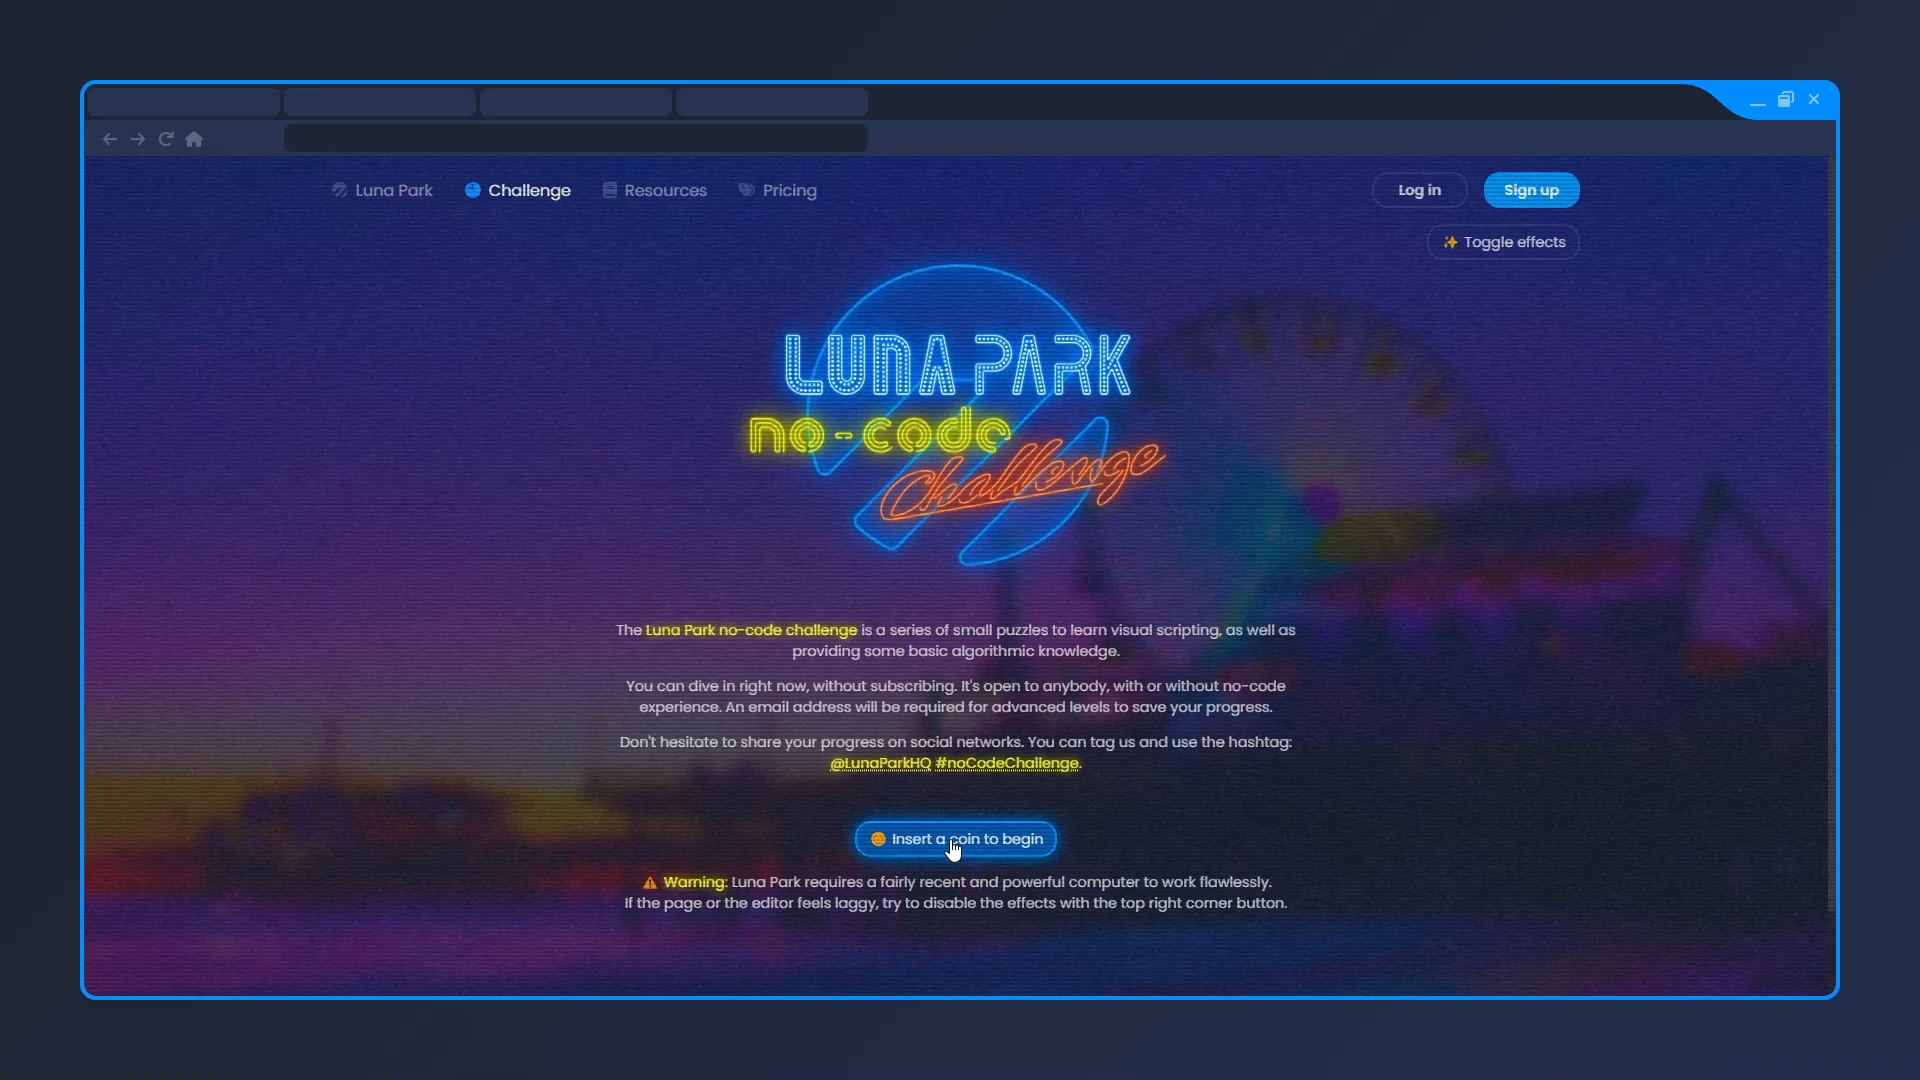 Luna Park
Challenge
Resources
Pricing
Log in
Sign up
Toggle effects
LUNA PARK
no-code
Challenge
The Luna Park no-code challenge is a series of small puzzles to learn visual scripting, as well as
providing some basic algorithmic knowledge.
You can dive in right now, without subscribing. It's open to anybody, with or without no-code
experience. An email address will be required for advanced levels to save your progress.
Don't hesitate to share your progress on social networks. You can tag us and use the hashtag:
@LunaParkHQ #noCodeChallenge.
Insert a coin to begin
Warning: Luna Park requires a fairly recent and powerful computer to work flawlessly.
If the page or the editor feels laggy, try to disable the effects with the top right corner button.